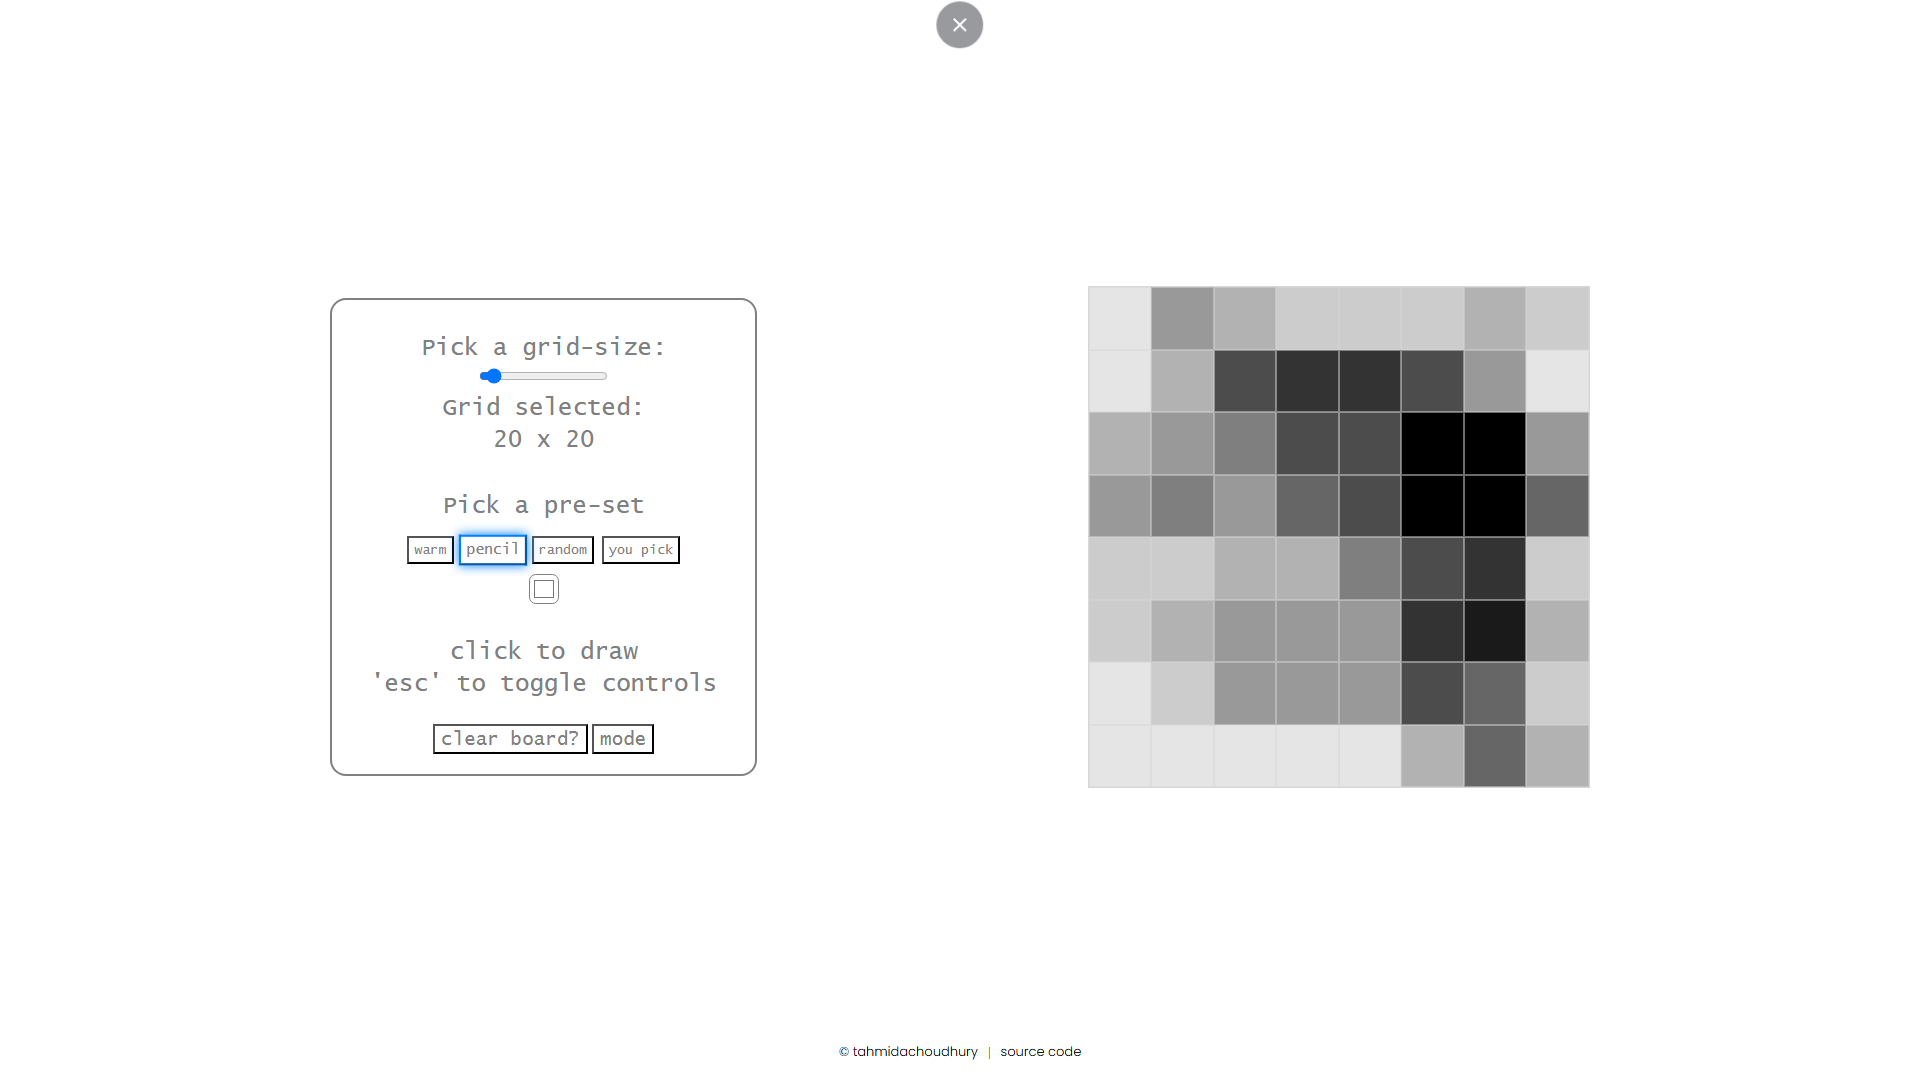 Pick a grid-size:
Grid selected:
20 x 20
Pick a pre-set
warm pencil random you pick
click to draw
'esc' to toggle controls
clear board? mode
© tahmidachoudhury | source code